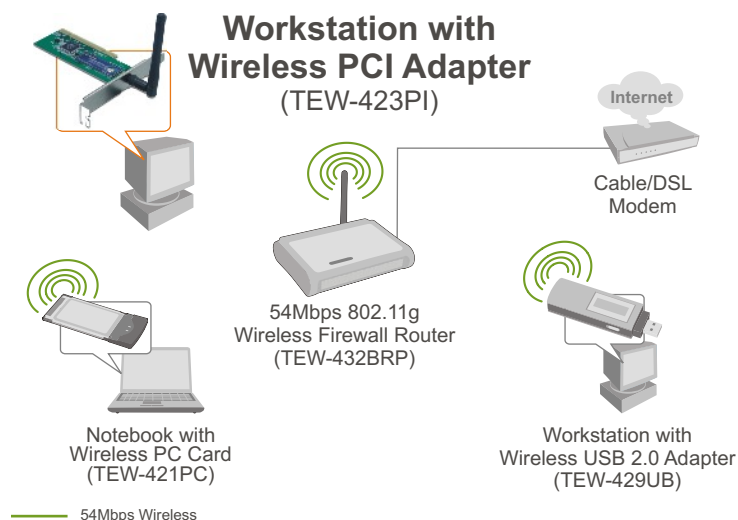 Workstation with
Wireless PCI Adapter
(TEW-423PI)
Internet
Cable/DSL
Modem
54Mbps 802.11g
Wireless Firewall Router
(TEW-432BRP)
Notebook with
Wireless PC Card
(TEW-421PC)
Workstation with
Wireless USB 2.0 Adapter
(TEW-429UB)
54Mbps Wireless